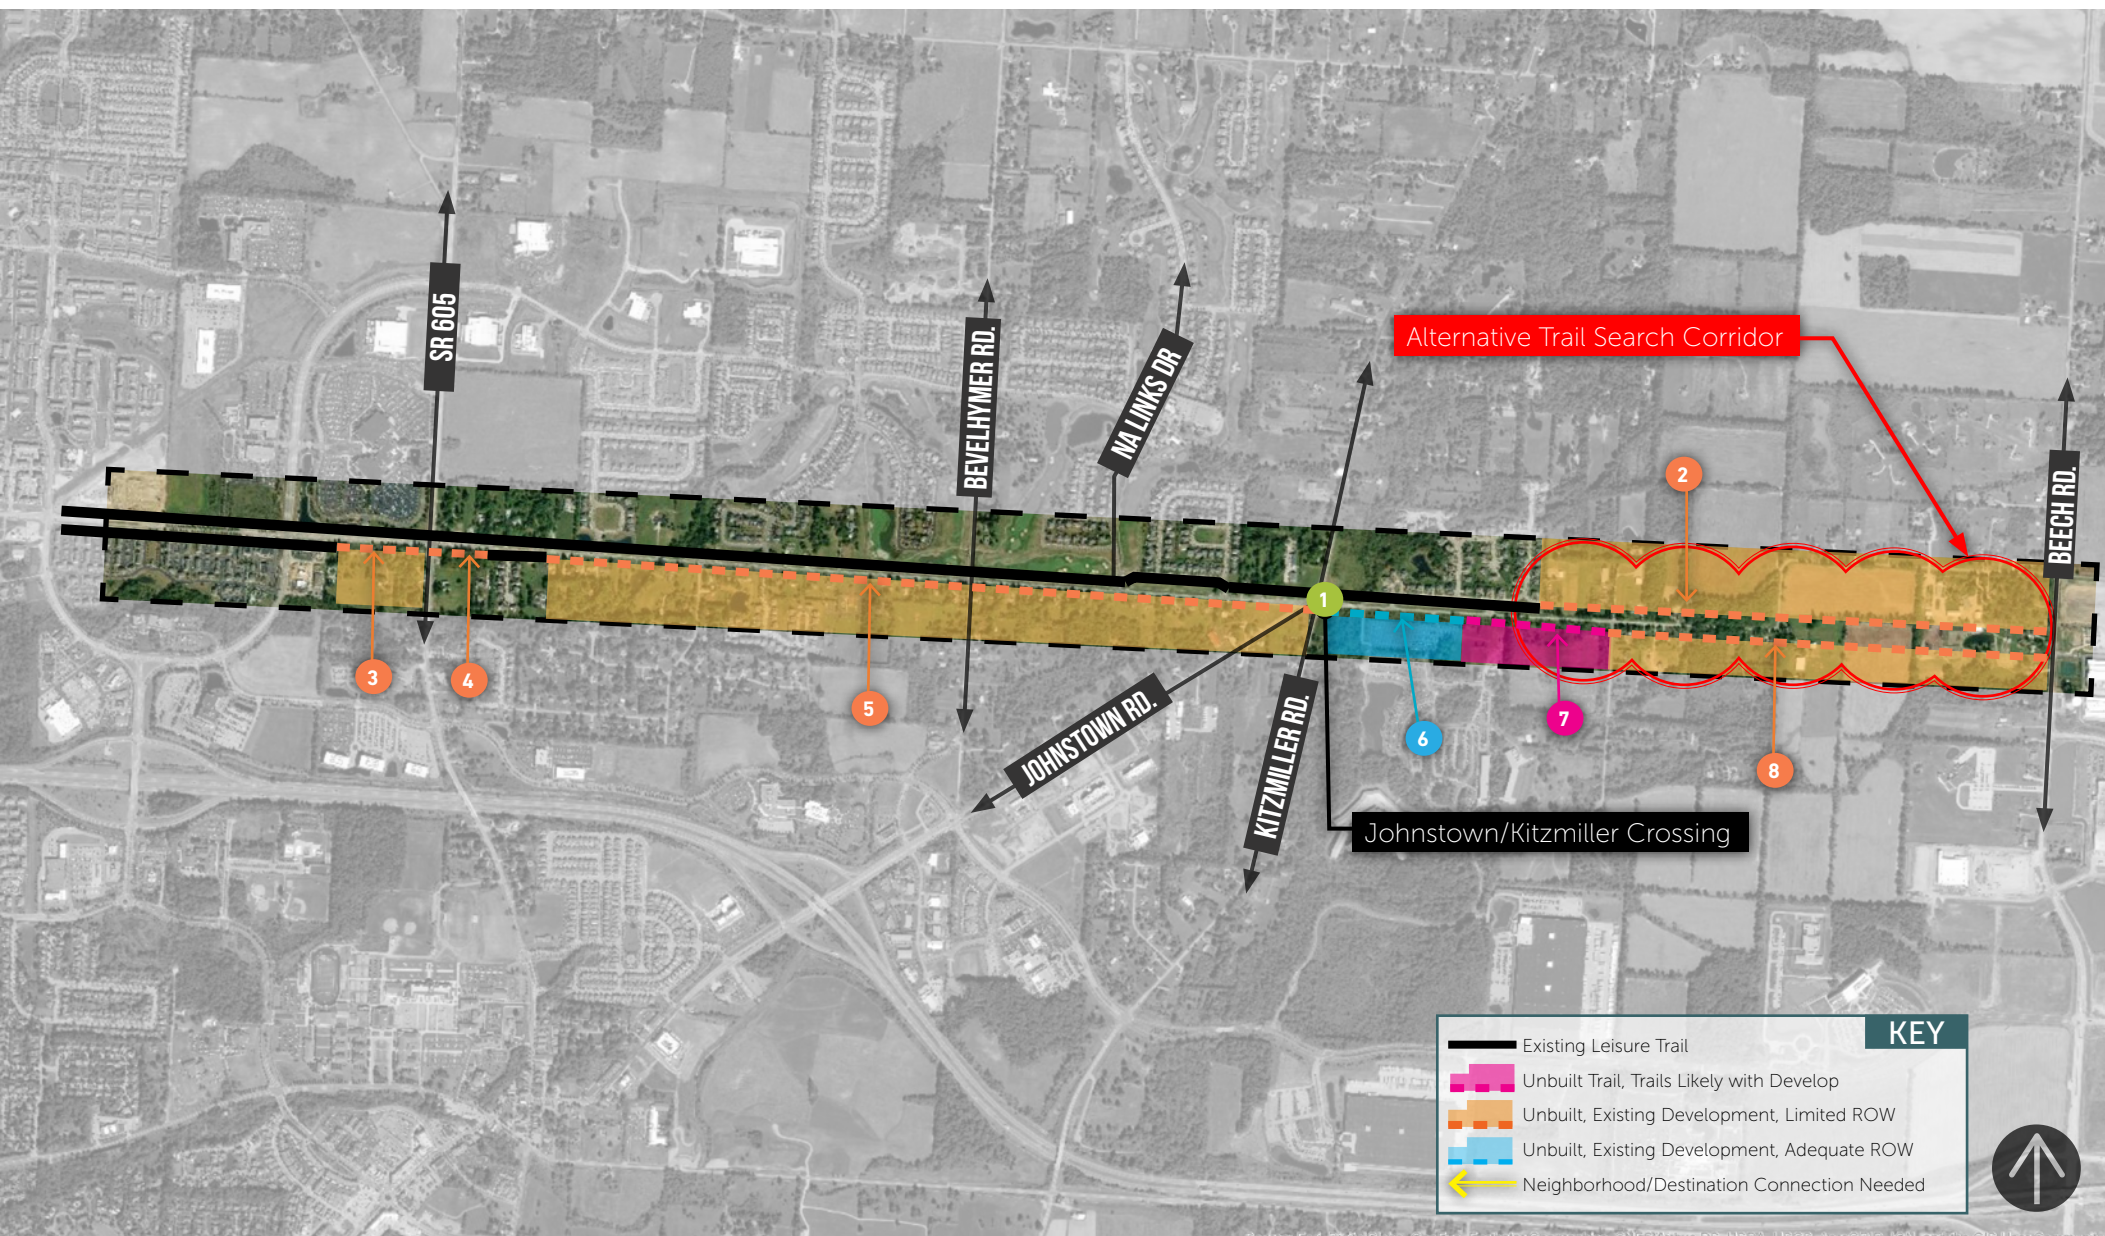 SR 605
BEVELHYMER RD.
NA LINKS DR
Alternative Trail Search Corridor
BEECH RD.
2
1
3
4
5
6
7
8
JOHNSTOWN RD.
KITZMILLER RD.
Johnstown/Kitzmiller Crossing
KEY
Existing Leisure Trail
Unbuilt Trail, Trails Likely with Develop
Unbuilt, Existing Development, Limited ROW
Unbuilt, Existing Development, Adequate ROW
Neighborhood/Destination Connection Needed